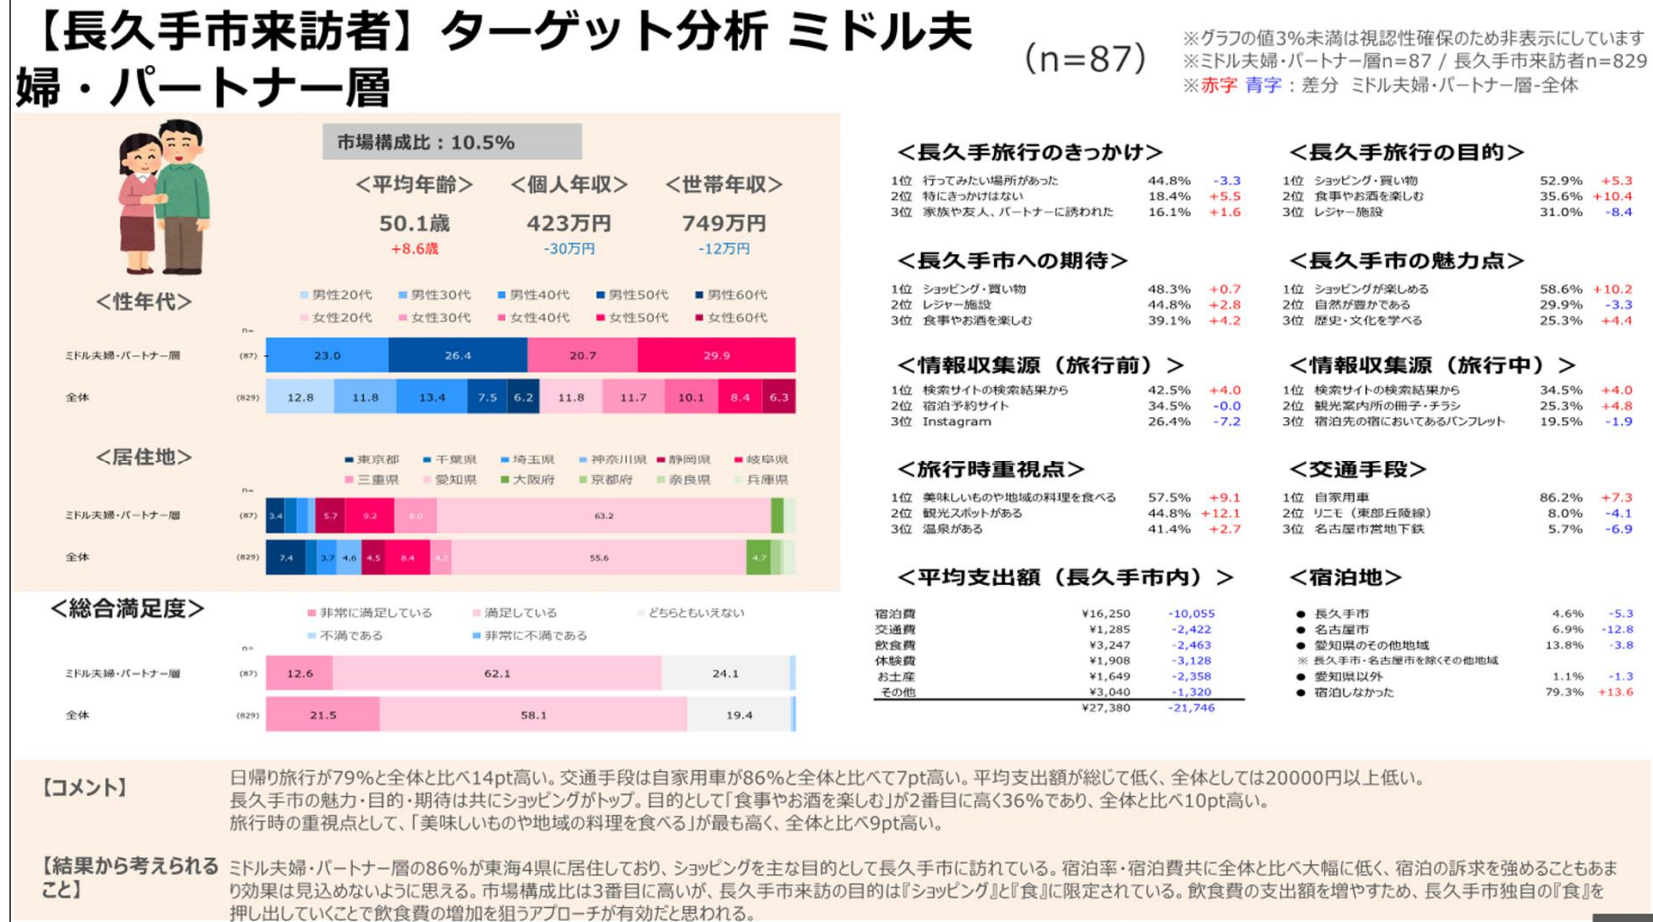 【長久手市来訪者】ターゲット分析 ミドル夫
婦・パートナー層
（n=87）
※グラフの値3%未満は視認性確保のため非表示にしています
※ミドル夫婦・パートナー層n=87 / 長久手市来訪者n=829
※赤字 青字：差分 ミドル夫婦・パートナー層-全体
市場構成比：10.5%
＜平均年齢＞ ＜個人年収＞ ＜世帯年収＞
50.1歳 423万円 749万円
+8.6歳 -30万円 -12万円
＜性年代＞
男性20代 男性30代 男性40代 男性50代 男性60代
女性20代 女性30代 女性40代 女性50代 女性60代
n=
ミドル夫婦・パートナー層 (87) 23.0 26.4 20.7 29.9
全体 (829) 12.8 11.8 13.4 7.5 6.2 11.8 11.7 10.1 8.4 6.3
＜居住地＞
東京都 千葉県 埼玉県 神奈川県 静岡県 岐阜県
三重県 愛知県 大阪府 京都府 奈良県 兵庫県
n=
ミドル夫婦・パートナー層 (87) 3.4 5.7 9.2 8.0 63.2
全体 (829) 7.4 3.7 4.6 4.5 8.4 4.2 55.6 4.7
＜総合満足度＞
非常に満足している 満足している どちらともいえない
不満である 非常に不満である
n=
ミドル夫婦・パートナー層 (87) 12.6 62.1 24.1
全体 (829) 21.5 58.1 19.4
＜長久手旅行のきっかけ＞
1位 行ってみたい場所があった 44.8% -3.3
2位 特にきっかけはない 18.4% +5.5
3位 家族や友人、パートナーに誘われた 16.1% +1.6
＜長久手旅行の目的＞
1位 ショッピング・買い物 52.9% +5.3
2位 食事やお酒を楽しむ 35.6% +10.4
3位 レジャー施設 31.0% -8.4
＜長久手市への期待＞
1位 ショッピング・買い物 48.3% +0.7
2位 レジャー施設 44.8% +2.8
3位 食事やお酒を楽しむ 39.1% +4.2
＜長久手市の魅力点＞
1位 ショッピングが楽しめる 58.6% +10.2
2位 自然が豊かである 29.9% -3.3
3位 歴史・文化を学べる 25.3% +4.4
＜情報収集源（旅行前）＞
1位 検索サイトの検索結果から 42.5% +4.0
2位 宿泊予約サイト 34.5% -0.0
3位 Instagram 26.4% -7.2
＜情報収集源（旅行中）＞
1位 検索サイトの検索結果から 34.5% +4.0
2位 観光案内所の冊子・チラシ 25.3% +4.8
3位 宿泊先の宿においてあるパンフレット 19.5% -1.9
＜旅行時重視点＞
1位 美味しいものや地域の料理を食べる 57.5% +9.1
2位 観光スポットがある 44.8% +12.1
3位 温泉がある 41.4% +2.7
＜交通手段＞
1位 自家用車 86.2% +7.3
2位 リニモ（東部丘陵線） 8.0% -4.1
3位 名古屋市営地下鉄 5.7% -6.9
＜平均支出額（長久手市内）＞
宿泊費 ¥16,250 -10,055
交通費 ¥1,285 -2,422
飲食費 ¥3,247 -2,463
体験費 ¥1,908 -3,128
お土産 ¥1,649 -2,358
その他 ¥3,040 -1,320
¥27,380 -21,746
＜宿泊地＞
● 長久手市 4.6% -5.3
● 名古屋市 6.9% -12.8
● 愛知県のその他地域 13.8% -3.8
※ 長久手市・名古屋市を除くその他地域
● 愛知県以外 1.1% -1.3
● 宿泊しなかった 79.3% +13.6
【コメント】
日帰り旅行が79%と全体と比べ14pt高い。交通手段は自家用車が86%と全体と比べて7pt高い。平均支出額が総じて低く、全体としては20000円以上低い。
長久手市の魅力・目的・期待は共にショッピングがトップ。目的として「食事やお酒を楽しむ」が2番目に高く36%であり、全体と比べ10pt高い。
旅行時の重視点として、「美味しいものや地域の料理を食べる」が最も高く、全体と比べ9pt高い。
【結果から考えられる
こと】
ミドル夫婦・パートナー層の86%が東海4県に居住しており、ショッピングを主な目的として長久手市に訪れている。宿泊率・宿泊費共に全体と比べ大幅に低く、宿泊の訴求を強めることもあま
り効果は見込めないように思える。市場構成比は3番目に高いが、長久手市来訪の目的は『ショッピング』と『食』に限定されている。飲食費の支出額を増やすため、長久手市独自の『食』を
押し出していくことで飲食費の増加を狙うアプローチが有効だと思われる。